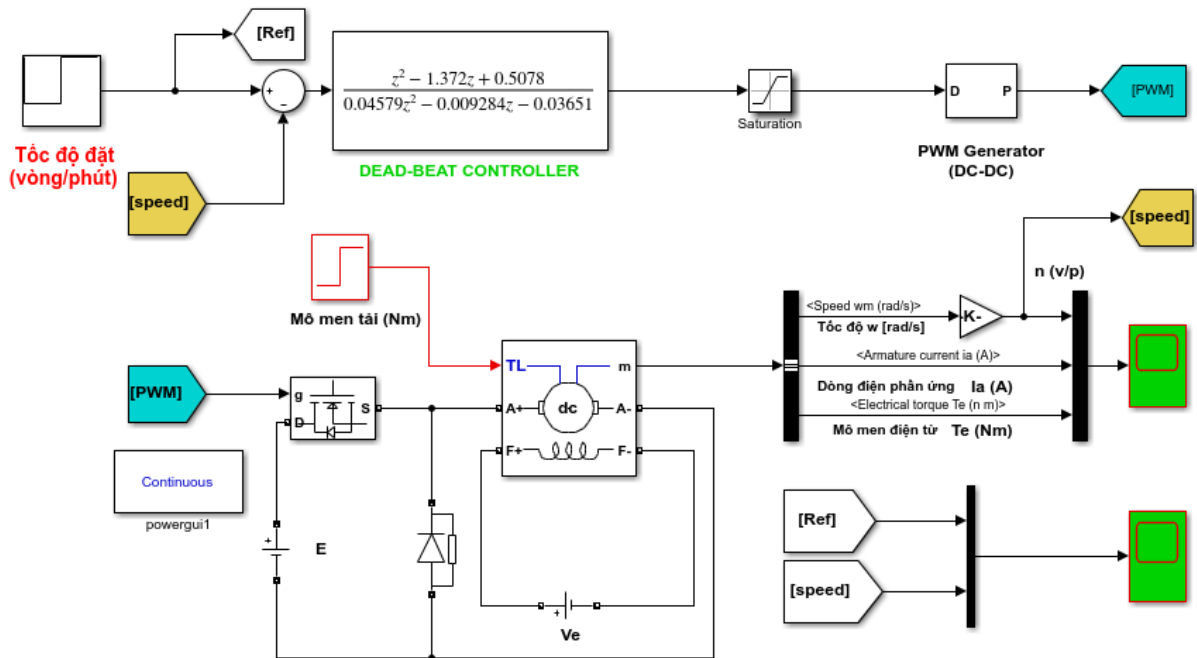 [Ref]
+
−
z² − 1.372z + 0.5078
0.04579z² − 0.009284z − 0.03651
DEAD-BEAT CONTROLLER
Saturation
D P
PWM Generator
(DC-DC)
[PWM]
Tốc độ đặt
(vòng/phút)
[speed]
[speed]
n (v/p)
Mô men tải (Nm)
<Speed wm (rad/s)>
-K-
Tốc độ w [rad/s]
<Armature current ia (A)>
Dòng điện phần ứng Ia (A)
<Electrical torque Te (n m)>
Mô men điện từ Te (Nm)
TL m
A+ dc A-
F+ F-
[PWM]
g
D S
Continuous
powergui1
+
E
+
Ve
[Ref]
[speed]